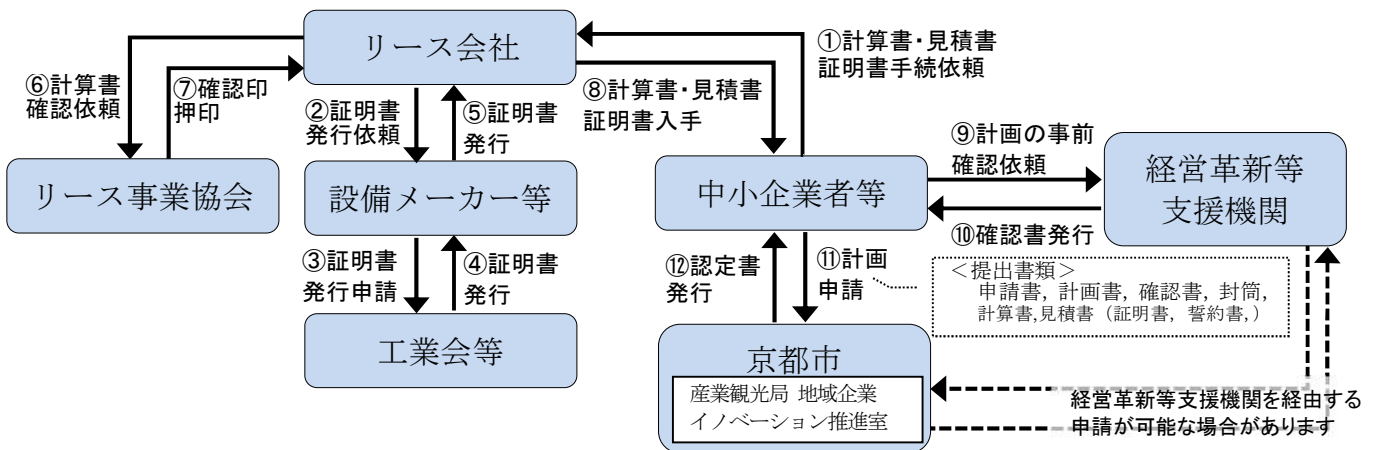 リース会社
①計算書・見積書
証明書手続依頼
⑥計算書
確認依頼
⑦確認印
押印
②証明書
発行依頼
⑤証明書
発行
⑧計算書・見積書
証明書入手
⑨計画の事前
確認依頼
リース事業協会
設備メーカー等
中小企業者等
経営革新等
支援機関
⑩確認書発行
③証明書
発行申請
④証明書
発行
⑫認定書
発行
⑪計画
申請
＜提出書類＞
申請書，計画書，確認書，封筒，
計算書,見積書（証明書，誓約書,）
工業会等
京都市
産業観光局 地域企業
イノベーション推進室
経営革新等支援機関を経由する
申請が可能な場合があります